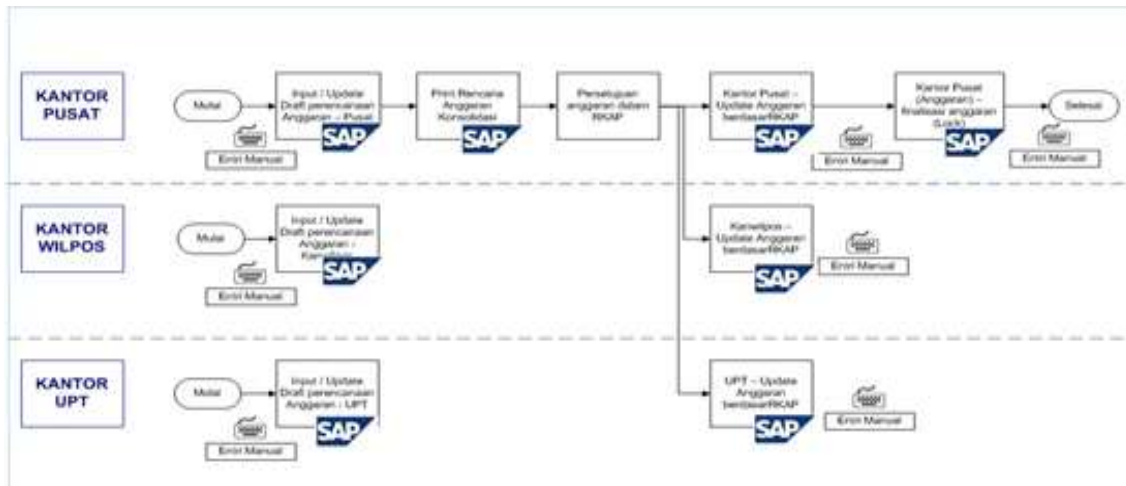 KANTOR
PUSAT
Mulai
Input / Update
Draft perencanaan
Anggaran – Pusat
SAP
Entri Manual
Print Rencana
Anggaran
Konsolidasi
SAP
Persetujuan
anggaran dalam
RKAP
Kantor Pusat –
Update Anggaran
berdasarRKAP
SAP
Entri Manual
Kantor Pusat
(Anggaran) –
finalisasi anggaran
(Lock)
SAP
Entri Manual
Selesai
KANTOR
WILPOS
Mulai
Input / Update
Draft perencanaan
Anggaran -
SAP
Entri Manual
Kanwilpos –
Update Anggaran
berdasarRKAP
SAP
Entri Manual
KANTOR
UPT
Mulai
Input / Update
Draft perencanaan
Anggaran - UPT
SAP
Entri Manual
UPT – Update
Anggaran
berdasarRKAP
SAP
Entri Manual